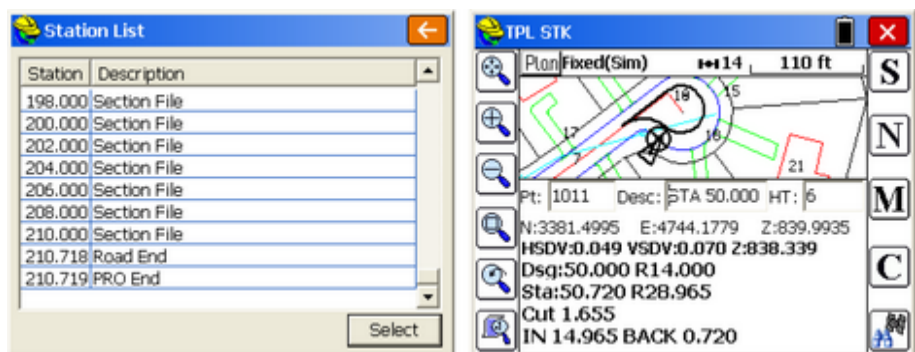 Station List
Station Description
198.000 Section File
200.000 Section File
202.000 Section File
204.000 Section File
206.000 Section File
208.000 Section File
210.000 Section File
210.718 Road End
210.719 PRO End
Select
TPL STK
Plan Fixed(Sim) 14 110 ft
18 15
17 16
7
21
Pt: 1011 Desc: STA 50.000 HT: 6
N:3381.4995 E:4744.1779 Z:839.9935
HSDV:0.049 VSDV:0.070 Z:838.339
Dsg:50.000 R14.000
Sta:50.720 R28.965
Cut 1.655
IN 14.965 BACK 0.720
S
N
M
C